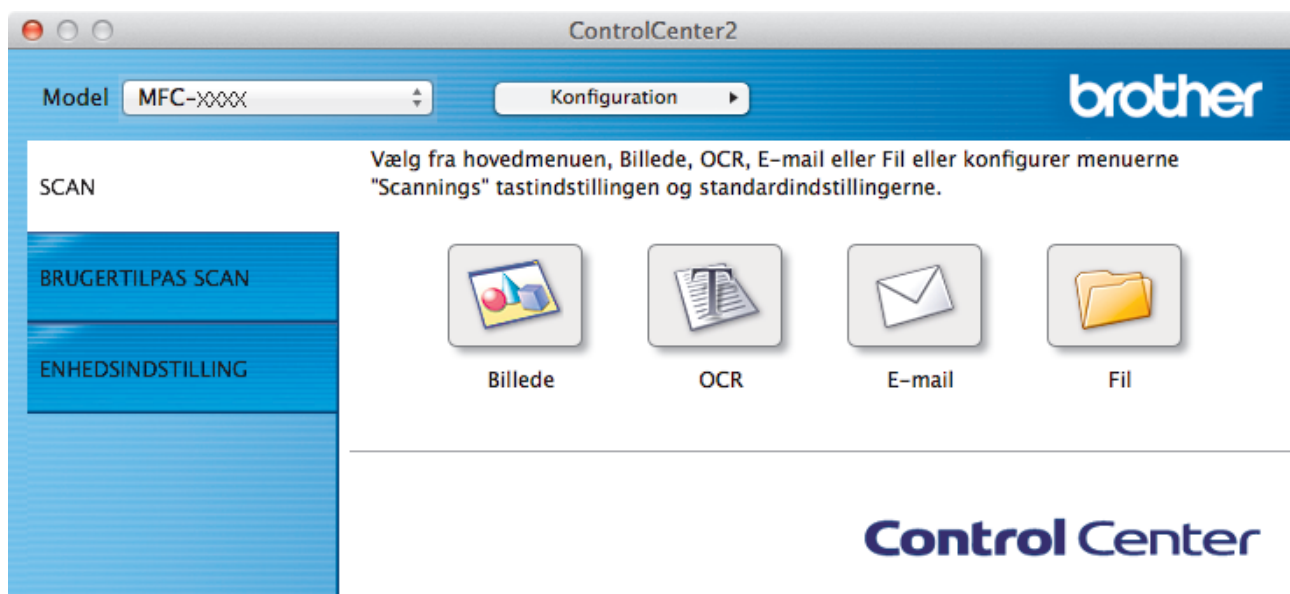 ControlCenter2
Model MFC-XXXX Konfiguration brother
SCAN
BRUGERTILPAS SCAN
ENHEDSINDSTILLING
Vælg fra hovedmenuen, Billede, OCR, E-mail eller Fil eller konfigurer menuerne
"Scannings" tastindstillingen og standardindstillingerne.
T
Billede OCR E-mail Fil
Control Center